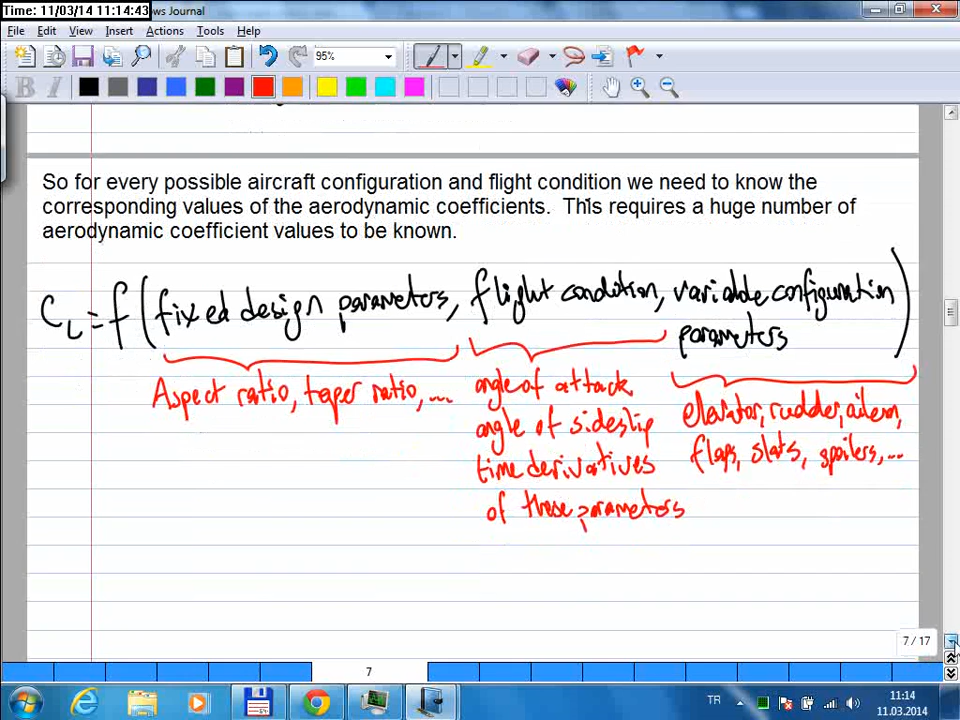 Time: 11/03/14 11:14:43 ows Journal
File Edit View Insert Actions Tools Help
95%
B I
So for every possible aircraft configuration and flight condition we need to know the
corresponding values of the aerodynamic coefficients. This requires a huge number of
aerodynamic coefficient values to be known.
C_L = f ( fixed design parameters, flight condition, variable configuration
parameters )
Aspect ratio, taper ratio, ...
angle of attack,
angle of sideslip
time derivatives
of these parameters
elevator, rudder, aileron,
flaps, slats, spoilers, ...
7 / 17
7
TR
11:14
11.03.2014